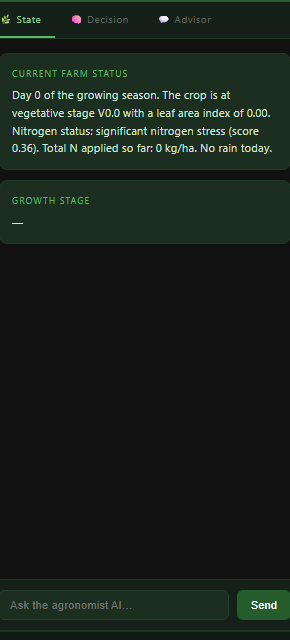 State Decision Advisor
CURRENT FARM STATUS
Day 0 of the growing season. The crop is at
vegetative stage V0.0 with a leaf area index of 0.00.
Nitrogen status: significant nitrogen stress (score
0.36). Total N applied so far: 0 kg/ha. No rain today.
GROWTH STAGE
—
Ask the agronomist AI... Send